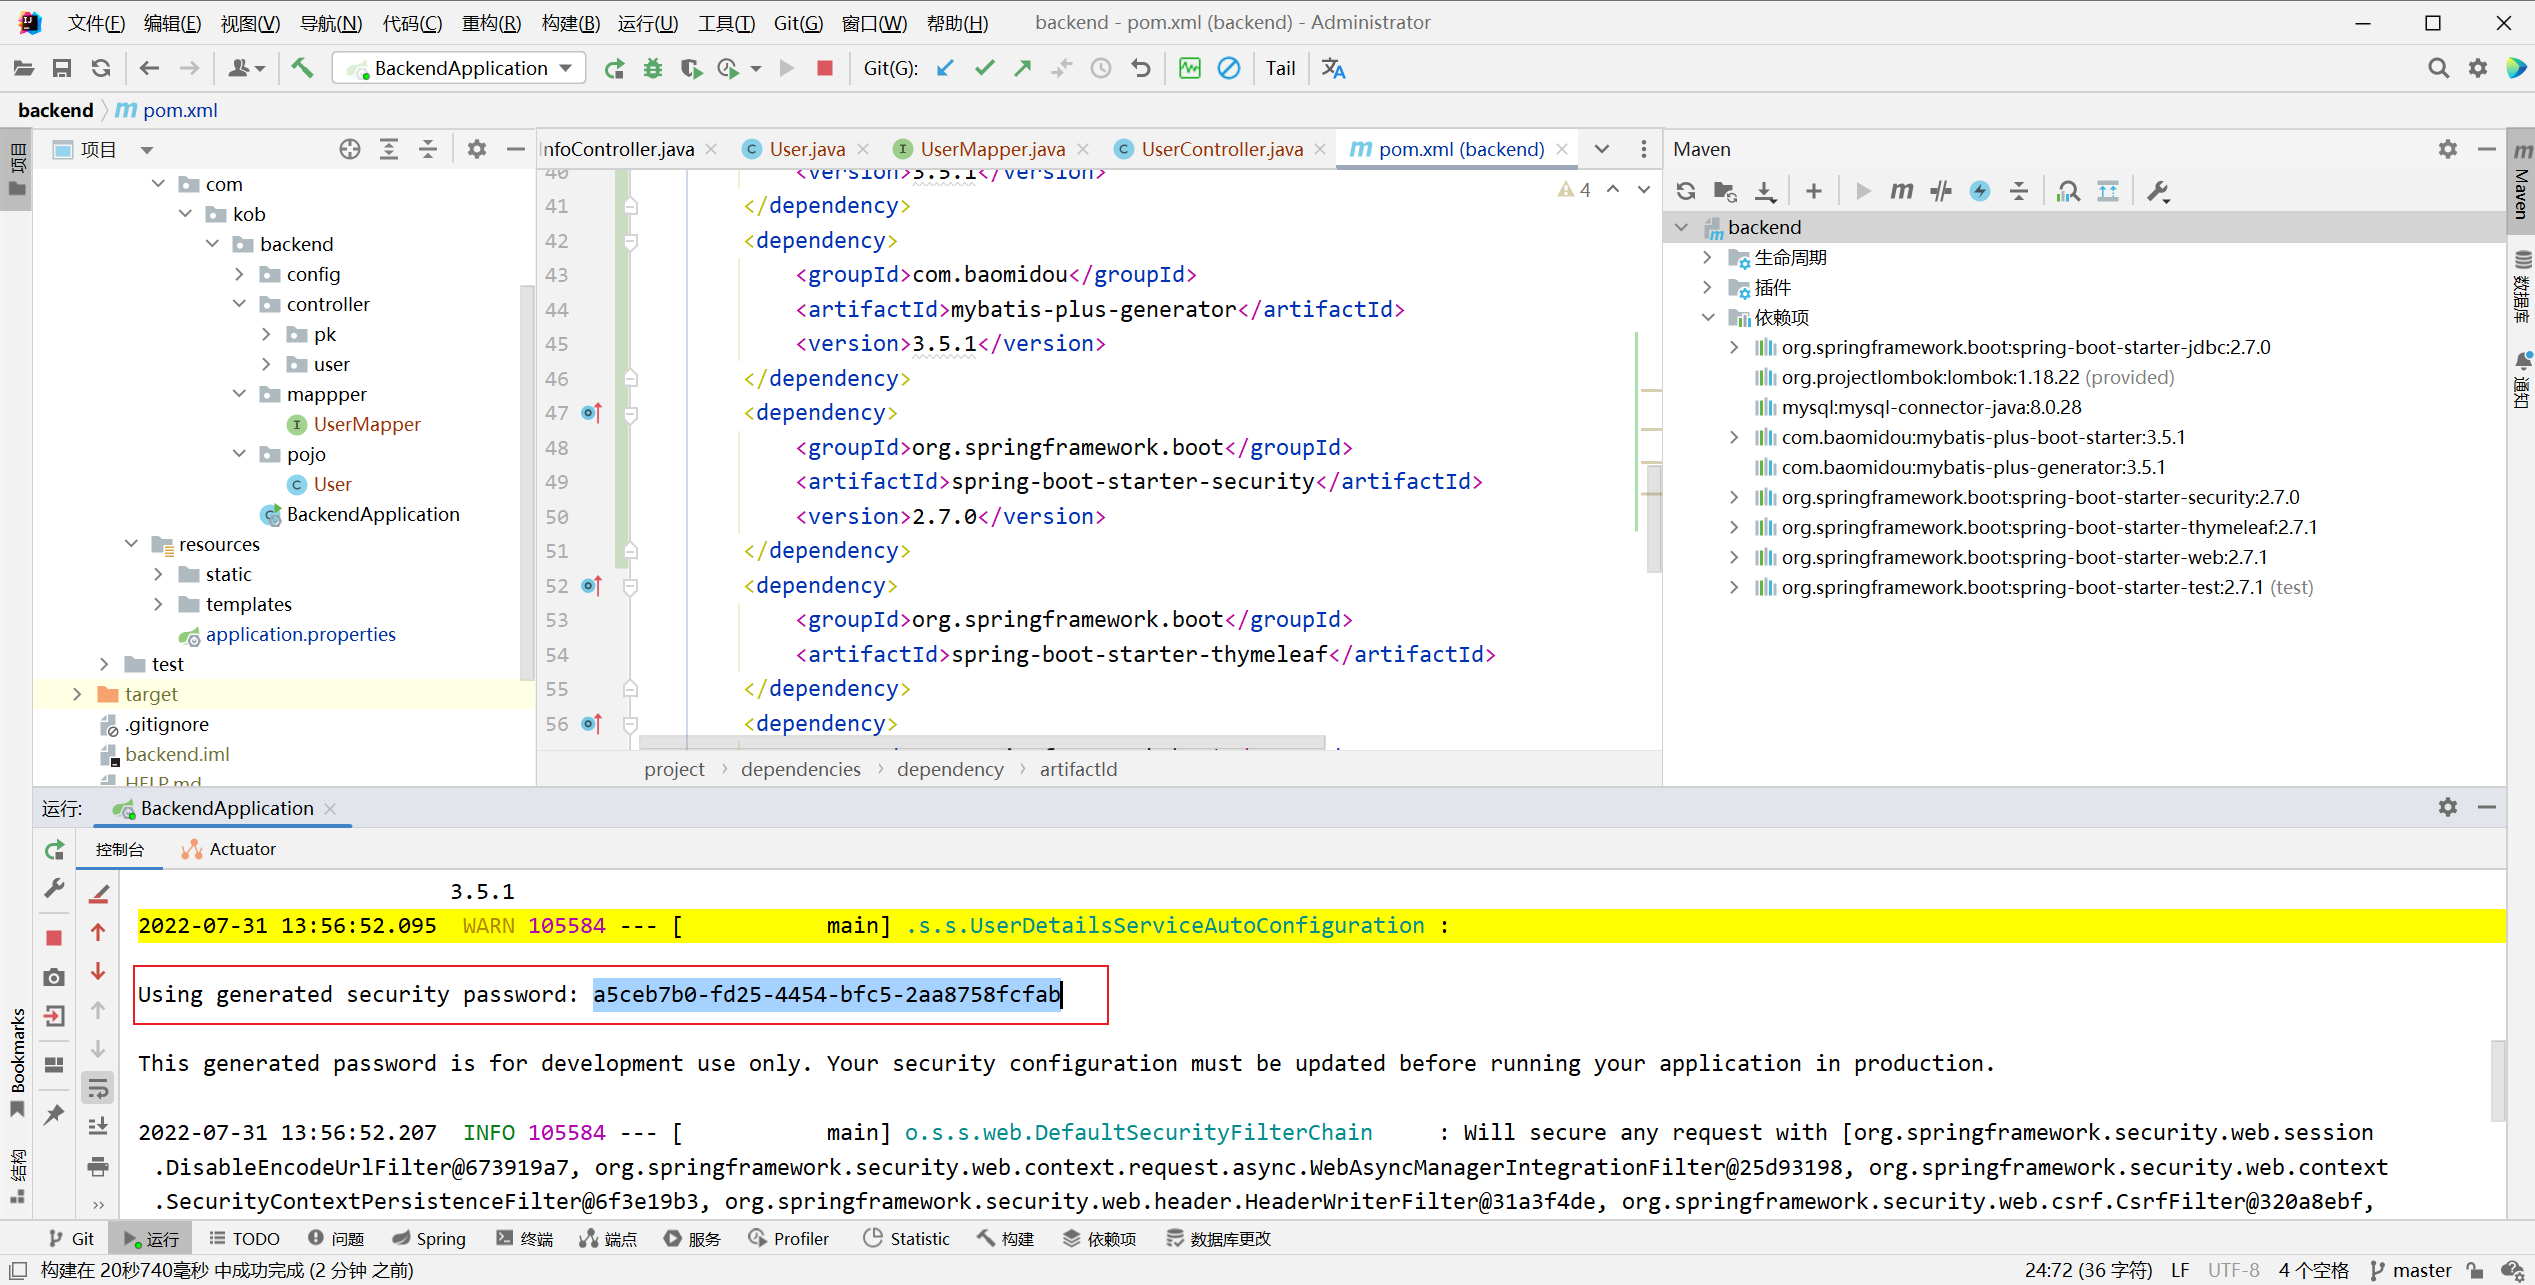 文件(F) 编辑(E) 视图(V) 导航(N) 代码(C) 重构(R) 构建(B) 运行(U) 工具(T) Git(G) 窗口(W) 帮助(H) backend - pom.xml (backend) - Administrator
BackendApplication Git(G): Tail
backend pom.xml
项目
nfoController.java User.java UserMapper.java UserController.java pom.xml (backend)
com
kob
backend
config
controller
pk
user
mappper
UserMapper
pojo
User
BackendApplication
resources
static
templates
application.properties
test
target
.gitignore
backend.iml
HELP.md
4
40 <version>3.5.1</version>
41 </dependency>
42 <dependency>
43 <groupId>com.baomidou</groupId>
44 <artifactId>mybatis-plus-generator</artifactId>
45 <version>3.5.1</version>
46 </dependency>
47 <dependency>
48 <groupId>org.springframework.boot</groupId>
49 <artifactId>spring-boot-starter-security</artifactId>
50 <version>2.7.0</version>
51 </dependency>
52 <dependency>
53 <groupId>org.springframework.boot</groupId>
54 <artifactId>spring-boot-starter-thymeleaf</artifactId>
55 </dependency>
56 <dependency>
project dependencies dependency artifactId
Maven
backend
生命周期
插件
依赖项
org.springframework.boot:spring-boot-starter-jdbc:2.7.0
org.projectlombok:lombok:1.18.22 (provided)
mysql:mysql-connector-java:8.0.28
com.baomidou:mybatis-plus-boot-starter:3.5.1
com.baomidou:mybatis-plus-generator:3.5.1
org.springframework.boot:spring-boot-starter-security:2.7.0
org.springframework.boot:spring-boot-starter-thymeleaf:2.7.1
org.springframework.boot:spring-boot-starter-web:2.7.1
org.springframework.boot:spring-boot-starter-test:2.7.1 (test)
项目
Maven
数据库
通知
运行: BackendApplication
控制台 Actuator
3.5.1
2022-07-31 13:56:52.095 WARN 105584 --- [ main] .s.s.UserDetailsServiceAutoConfiguration :
Using generated security password: a5ceb7b0-fd25-4454-bfc5-2aa8758fcfab
This generated password is for development use only. Your security configuration must be updated before running your application in production.
2022-07-31 13:56:52.207 INFO 105584 --- [ main] o.s.s.web.DefaultSecurityFilterChain : Will secure any request with [org.springframework.security.web.session
.DisableEncodeUrlFilter@673919a7, org.springframework.security.web.context.request.async.WebAsyncManagerIntegrationFilter@25d93198, org.springframework.security.web.context
.SecurityContextPersistenceFilter@6f3e19b3, org.springframework.security.web.header.HeaderWriterFilter@31a3f4de, org.springframework.security.web.csrf.CsrfFilter@320a8ebf,
Bookmarks
结构
Git 运行 TODO 问题 Spring 终端 端点 服务 Profiler Statistic 构建 依赖项 数据库更改
构建在 20秒740毫秒 中成功完成 (2 分钟 之前) 24:72 (36 字符) LF UTF-8 4 个空格 master